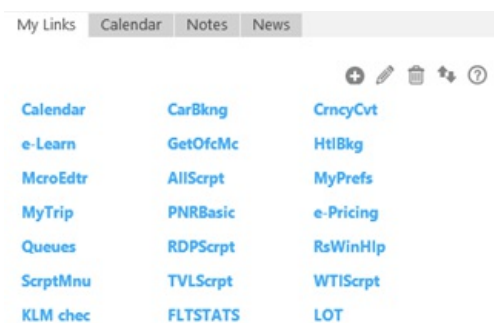 My Links Calendar Notes News
Calendar CarBkng CrncyCvt
e-Learn GetOfcMc HtlBkg
McroEdtr AllScrpt MyPrefs
MyTrip PNRBasic e-Pricing
Queues RDPScrpt RsWinHlp
ScrptMnu TVLScrpt WTIScrpt
KLM chec FLTSTATS LOT